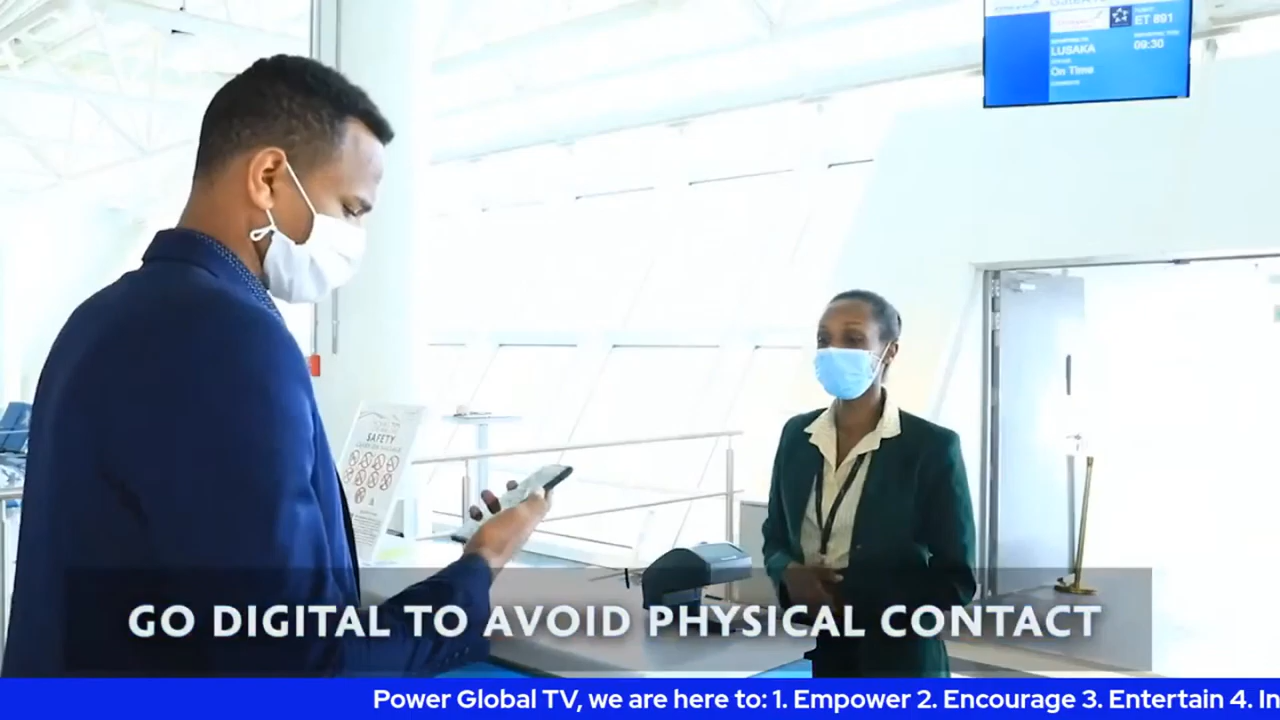 ET 891
LUSAKA
09:30
On Time
SAFETY
GO DIGITAL TO AVOID PHYSICAL CONTACT
Power Global TV, we are here to: 1. Empower 2. Encourage 3. Entertain 4. In